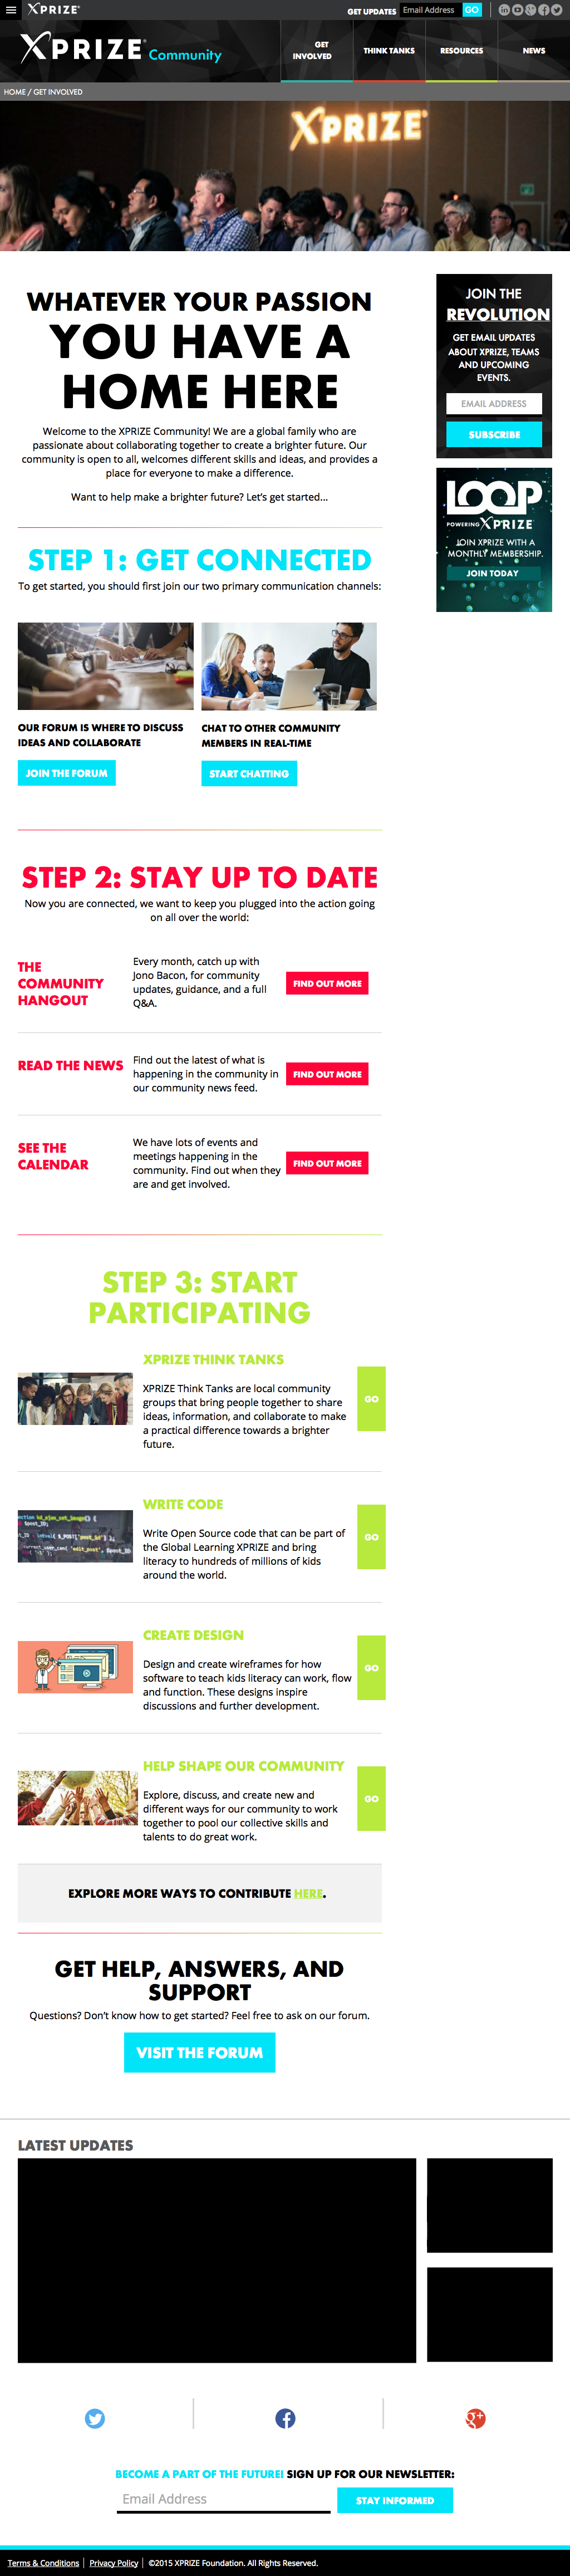 XPRIZE
GET UPDATES
Email Address
GO
XPRIZE Community
GET
INVOLVED
THINK TANKS
RESOURCES
NEWS
HOME / GET INVOLVED
XPRIZE
WHATEVER YOUR PASSION
YOU HAVE A
HOME HERE
Welcome to the XPRIZE Community! We are a global family who are
passionate about collaborating together to create a brighter future. Our
community is open to all, welcomes different skills and ideas, and provides a
place for everyone to make a difference.
Want to help make a brighter future? Let's get started...
JOIN THE
REVOLUTION
GET EMAIL UPDATES
ABOUT XPRIZE, TEAMS
AND UPCOMING
EVENTS.
EMAIL ADDRESS
SUBSCRIBE
LOOP
POWERING XPRIZE
JOIN XPRIZE WITH A
MONTHLY MEMBERSHIP.
JOIN TODAY
STEP 1: GET CONNECTED
To get started, you should first join our two primary communication channels:
OUR FORUM IS WHERE TO DISCUSS
IDEAS AND COLLABORATE
JOIN THE FORUM
CHAT TO OTHER COMMUNITY
MEMBERS IN REAL-TIME
START CHATTING
STEP 2: STAY UP TO DATE
Now you are connected, we want to keep you plugged into the action going
on all over the world:
THE
COMMUNITY
HANGOUT
Every month, catch up with
Jono Bacon, for community
updates, guidance, and a full
Q&A.
FIND OUT MORE
READ THE NEWS
Find out the latest of what is
happening in the community in
our community news feed.
FIND OUT MORE
SEE THE
CALENDAR
We have lots of events and
meetings happening in the
community. Find out when they
are and get involved.
FIND OUT MORE
STEP 3: START
PARTICIPATING
XPRIZE THINK TANKS
XPRIZE Think Tanks are local community
groups that bring people together to share
ideas, information, and collaborate to make
a practical difference towards a brighter
future.
GO
WRITE CODE
Write Open Source code that can be part of
the Global Learning XPRIZE and bring
literacy to hundreds of millions of kids
around the world.
GO
CREATE DESIGN
Design and create wireframes for how
software to teach kids literacy can work, flow
and function. These designs inspire
discussions and further development.
GO
HELP SHAPE OUR COMMUNITY
Explore, discuss, and create new and
different ways for our community to work
together to pool our collective skills and
talents to do great work.
GO
EXPLORE MORE WAYS TO CONTRIBUTE HERE.
GET HELP, ANSWERS, AND
SUPPORT
Questions? Don't know how to get started? Feel free to ask on our forum.
VISIT THE FORUM
LATEST UPDATES
BECOME A PART OF THE FUTURE! SIGN UP FOR OUR NEWSLETTER:
Email Address
STAY INFORMED
Terms & Conditions | Privacy Policy | ©2015 XPRIZE Foundation. All Rights Reserved.